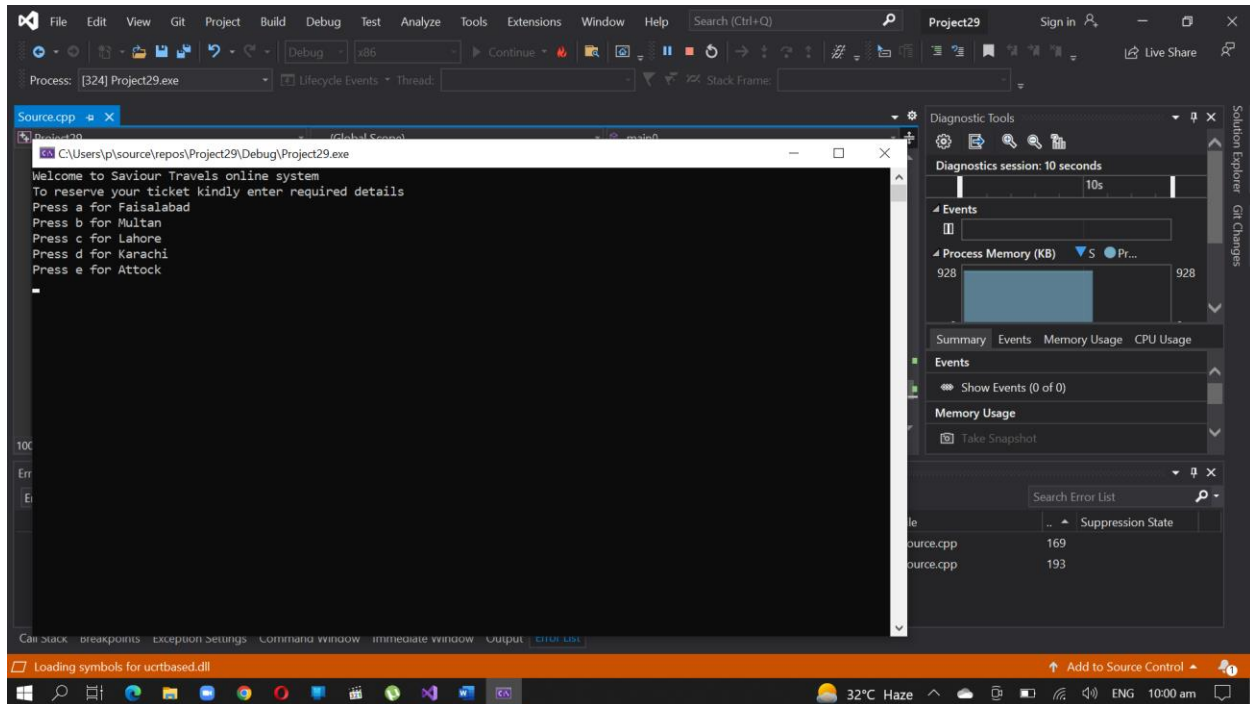 File Edit View Git Project Build Debug Test Analyze Tools Extensions Window Help Search (Ctrl+Q) Project29 Sign in
Debug x86 Continue Live Share
Process: [324] Project29.exe Lifecycle Events Thread: Stack Frame:
Source.cpp
Project29 (Global Scope) main()
C:\Users\p\source\repos\Project29\Debug\Project29.exe
Welcome to Saviour Travels online system
To reserve your ticket kindly enter required details
Press a for Faisalabad
Press b for Multan
Press c for Lahore
Press d for Karachi
Press e for Attock
100
Err
Diagnostic Tools
Diagnostics session: 10 seconds
10s
Events
Process Memory (KB) S Pr...
928 928
Summary Events Memory Usage CPU Usage
Events
Show Events (0 of 0)
Memory Usage
Take Snapshot
Solution Explorer
Git Changes
Search Error List
le .. Suppression State
ource.cpp 169
ource.cpp 193
Call Stack Breakpoints Exception Settings Command Window Immediate Window Output Error List
Loading symbols for ucrtbased.dll Add to Source Control 1
32°C Haze ENG 10:00 am